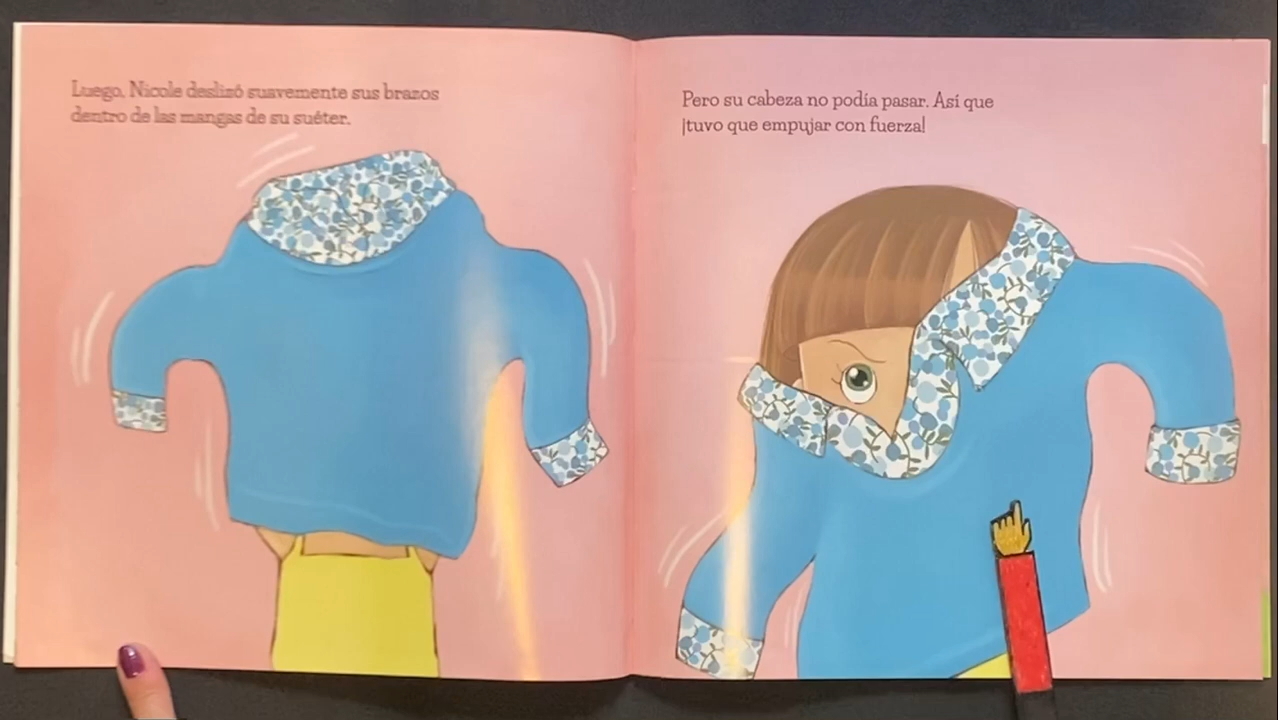 Luego, Nicole deslizó suavemente sus brazos
dentro de las mangas de su suéter.
Pero su cabeza no podía pasar. Así que
¡tuvo que empujar con fuerza!